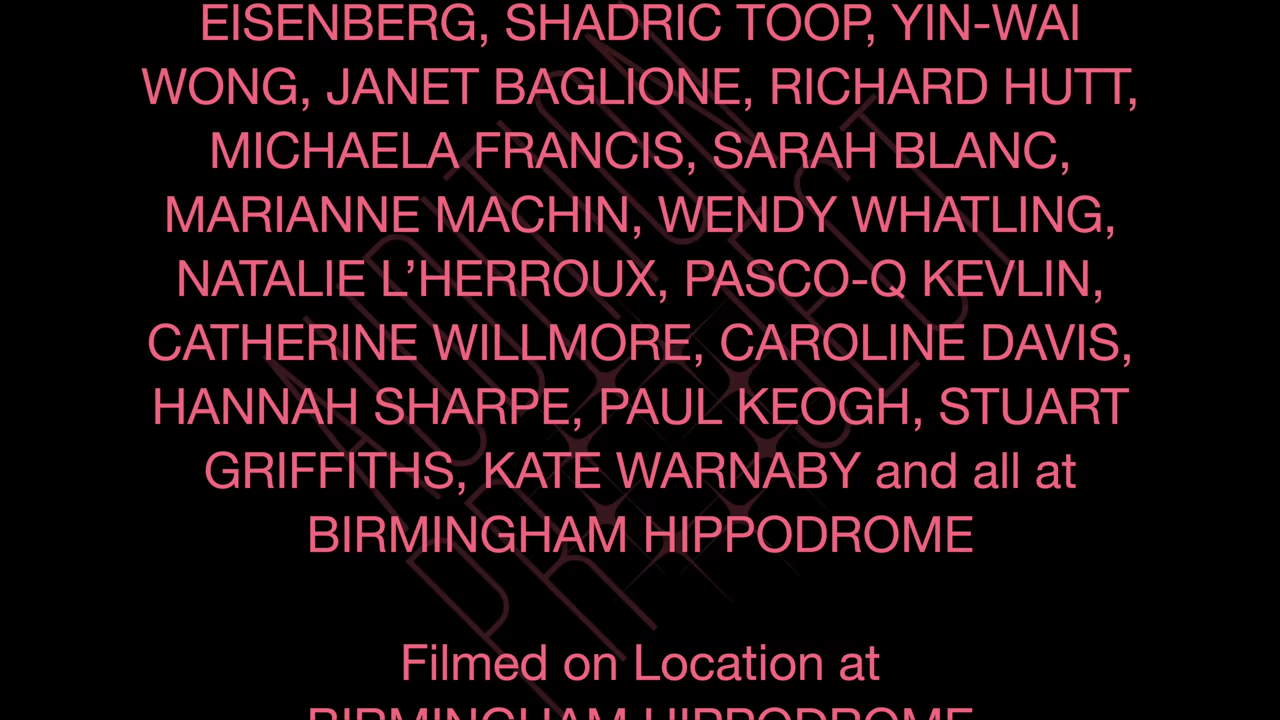 EISENBERG, SHADRIC TOOP, YIN-WAI
WONG, JANET BAGLIONE, RICHARD HUTT,
MICHAELA FRANCIS, SARAH BLANC,
MARIANNE MACHIN, WENDY WHATLING,
NATALIE L’HERROUX, PASCO-Q KEVLIN,
CATHERINE WILLMORE, CAROLINE DAVIS,
HANNAH SHARPE, PAUL KEOGH, STUART
GRIFFITHS, KATE WARNABY and all at
BIRMINGHAM HIPPODROME
Filmed on Location at
BIRMINGHAM HIPPODROME
AUDITION
PROJECT